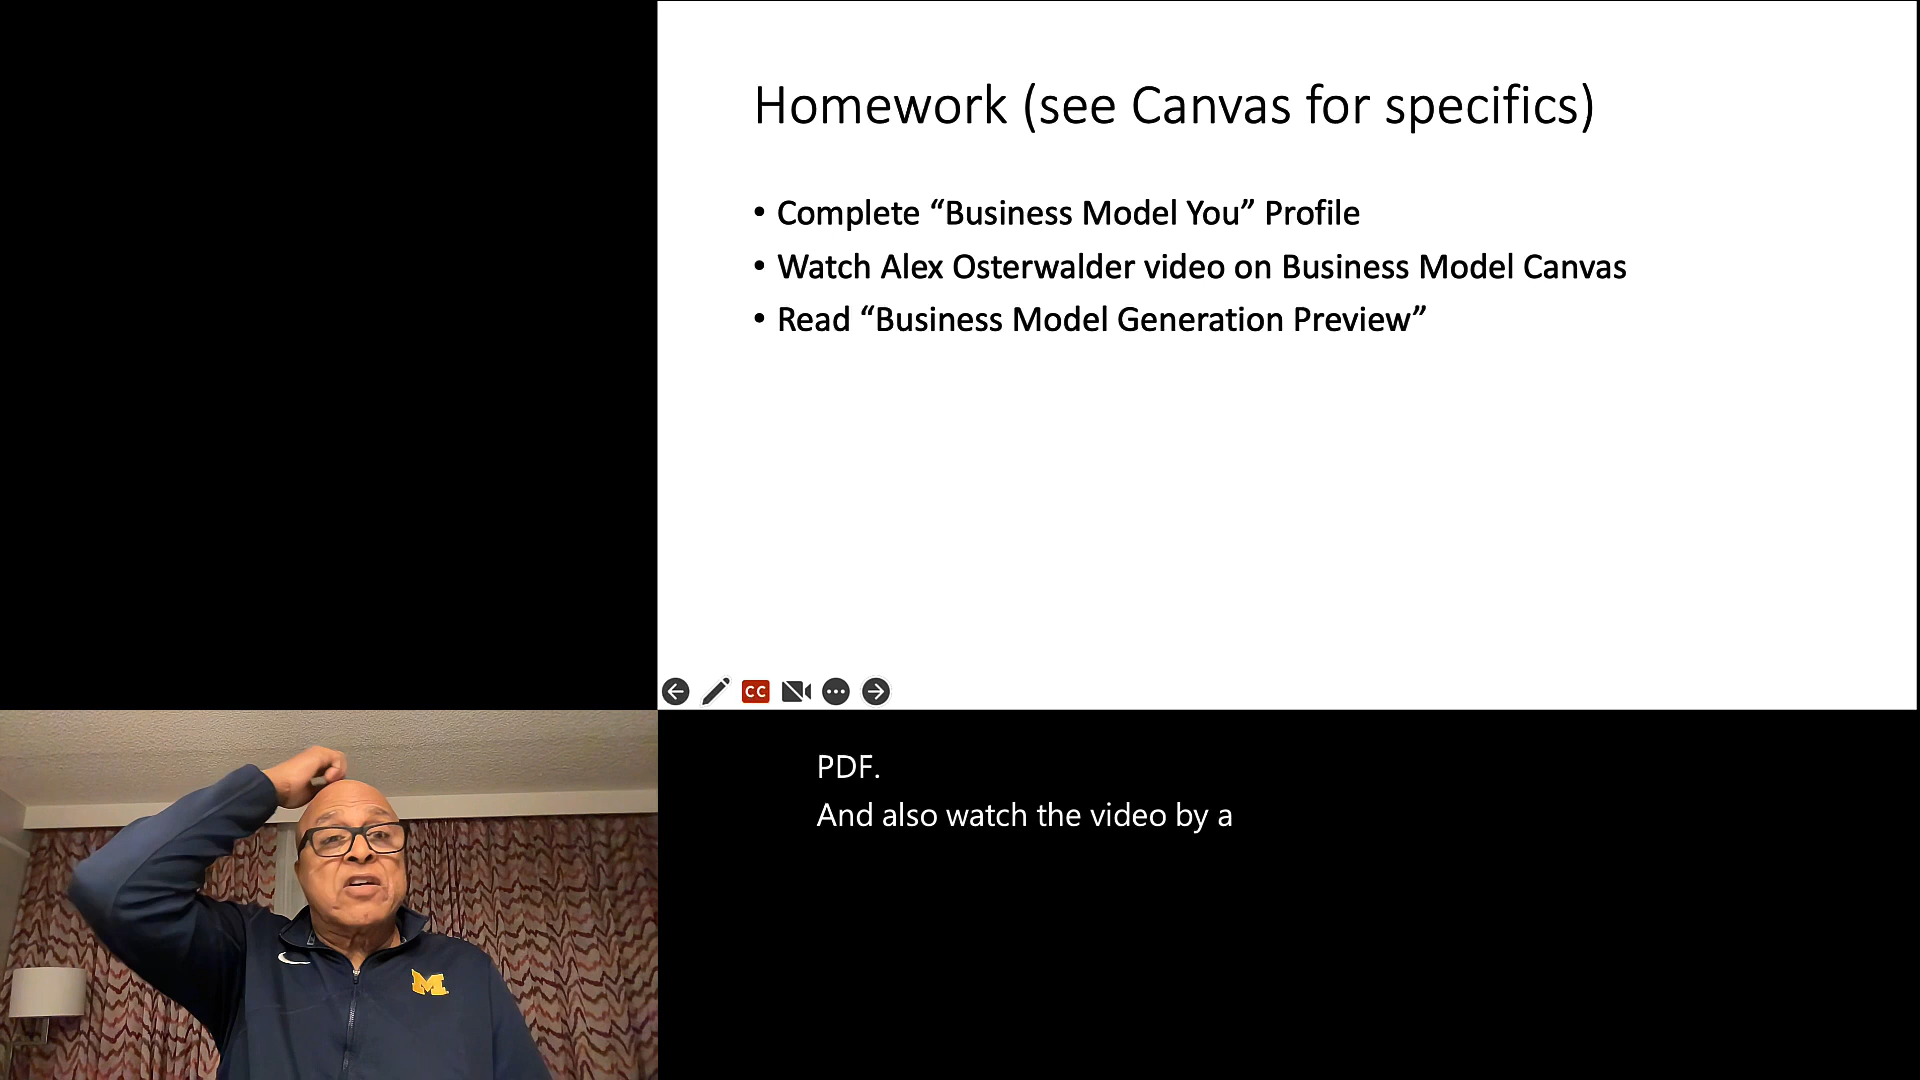 Homework (see Canvas for specifics)
• Complete “Business Model You” Profile
• Watch Alex Osterwalder video on Business Model Canvas
• Read “Business Model Generation Preview”
CC
PDF.
And also watch the video by a
M